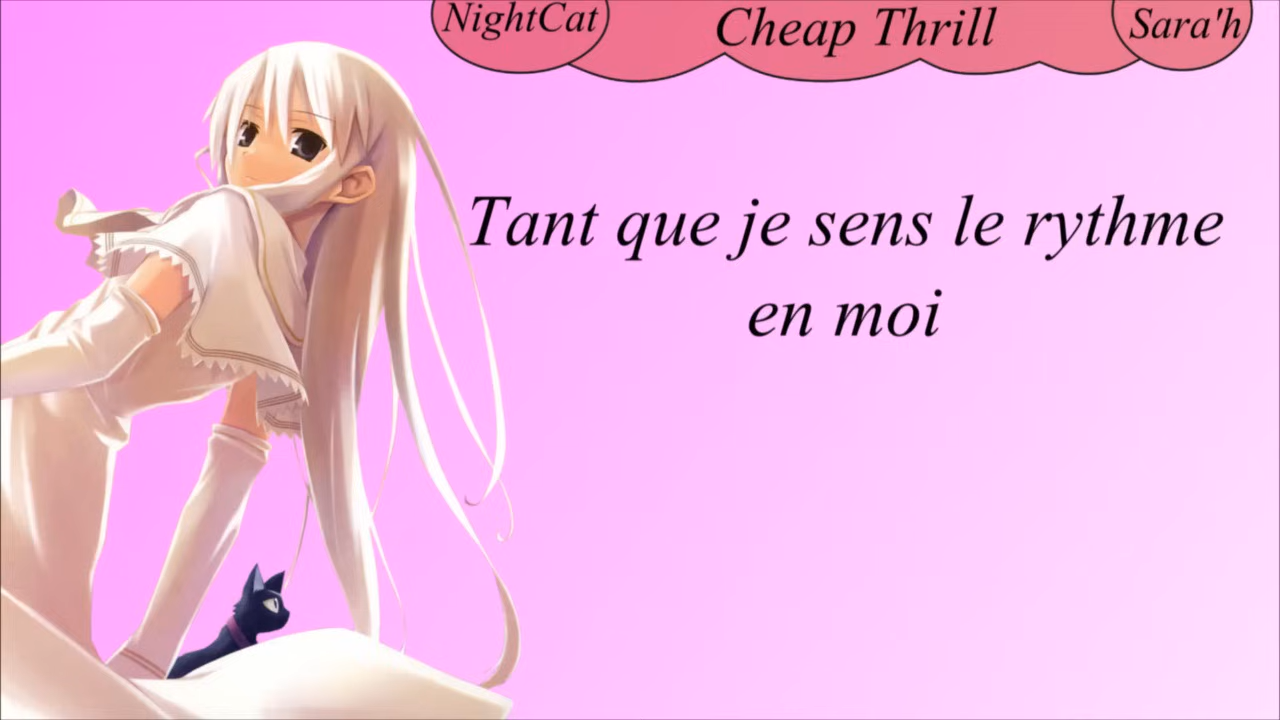 NightCat
Cheap Thrill
Sara'h
Tant que je sens le rythme
en moi